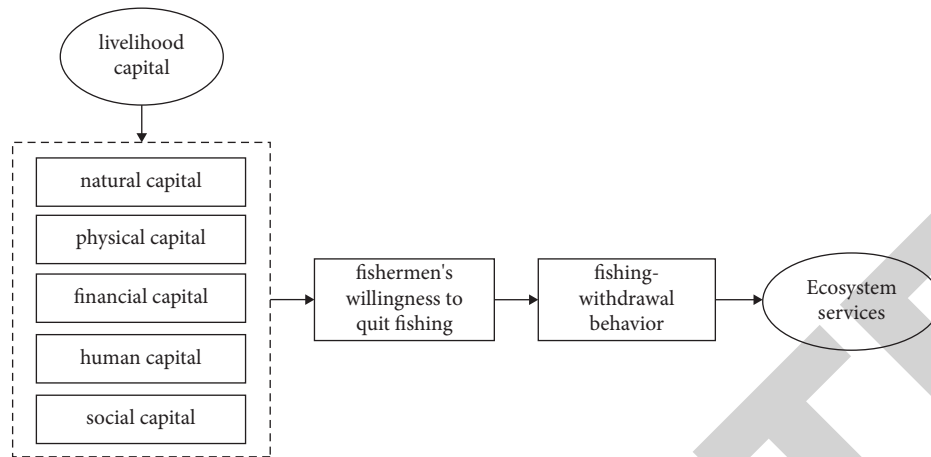 livelihood
capital
natural capital
physical capital
financial capital
human capital
social capital
fishermen's
willingness to
quit fishing
fishing-
withdrawal
behavior
Ecosystem
services